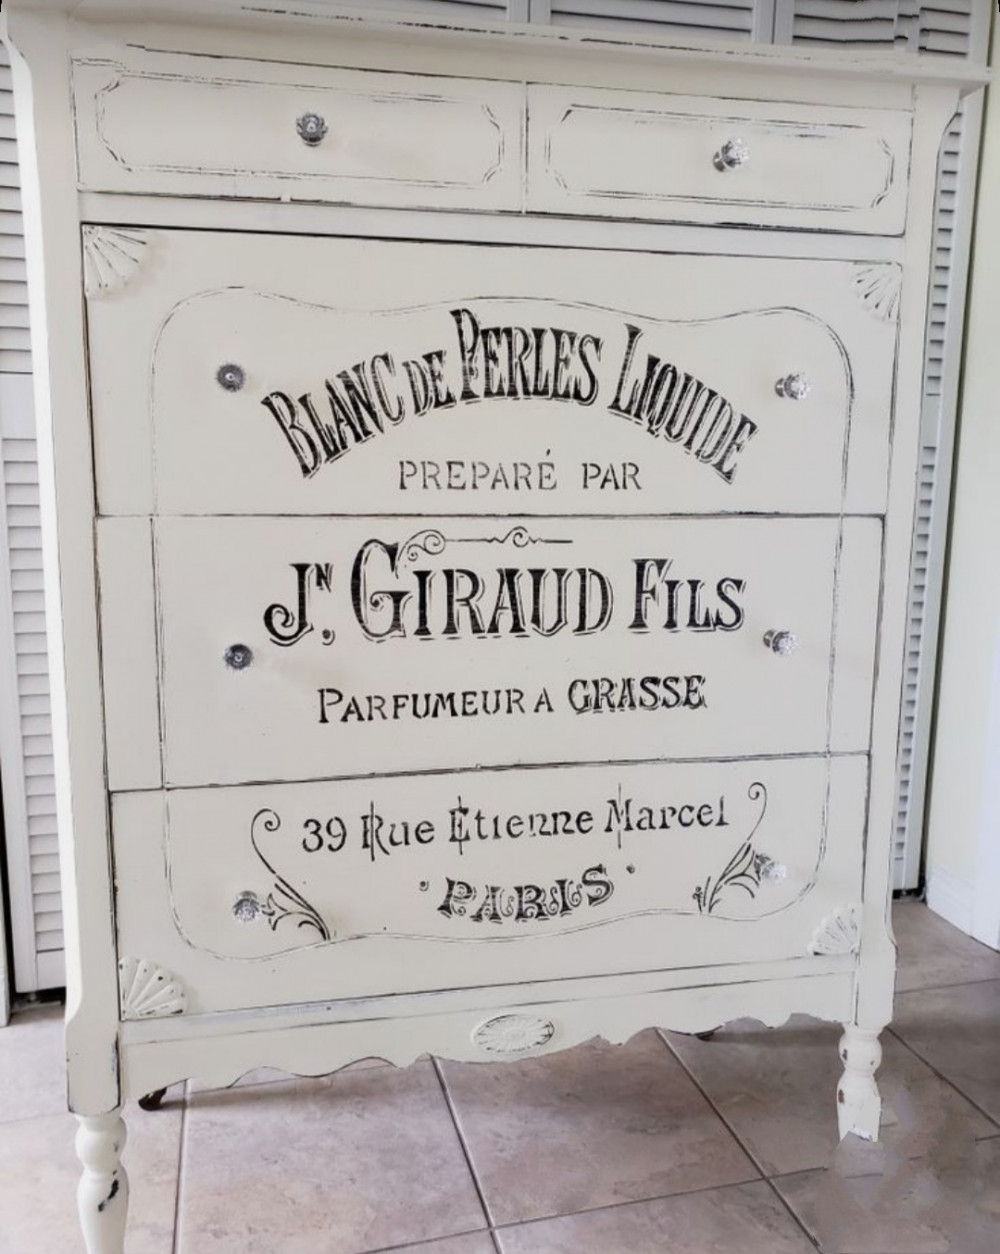 BLANC DE PERLES LIQUIDE
PREPARÉ PAR
JN. GIRAUD FILS
PARFUMEUR A GRASSE
39 Rue Etienne Marcel
· PARIS ·